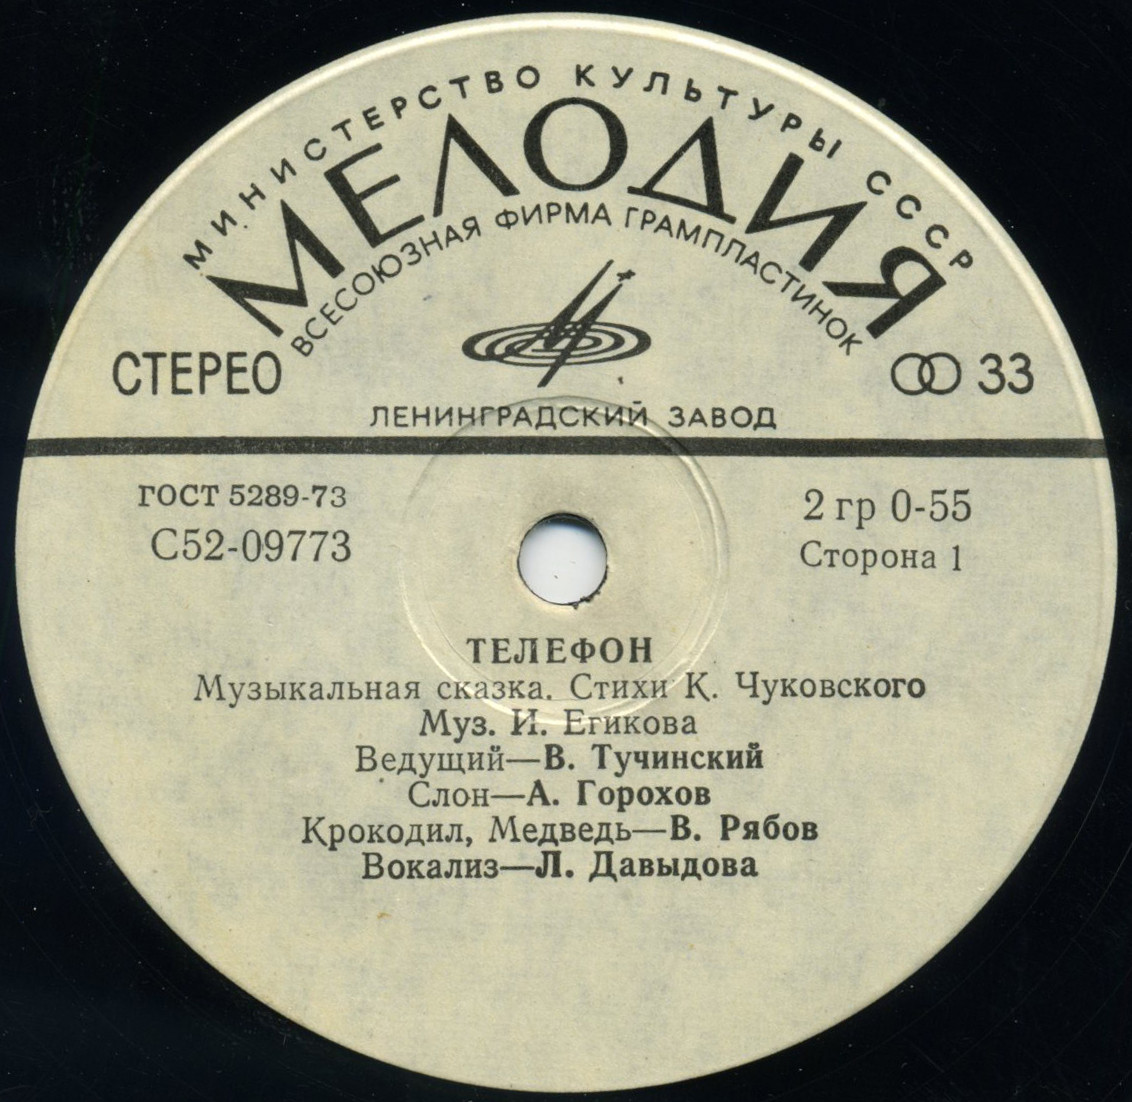 МИНИСТЕРСТВО КУЛЬТУРЫ СССР
МЕЛОДИЯ
ВСЕСОЮЗНАЯ ФИРМА ГРАМПЛАСТИНОК
СТЕРЕО
33
ЛЕНИНГРАДСКИЙ ЗАВОД
ГОСТ 5289-73
2 гр 0-55
С52-09773
Сторона 1
ТЕЛЕФОН
Музыкальная сказка. Стихи К. Чуковского
Муз. И. Егикова
Ведущий—В. Тучинский
Слон—А. Горохов
Крокодил, Медведь—В. Рябов
Вокализ—Л. Давыдова